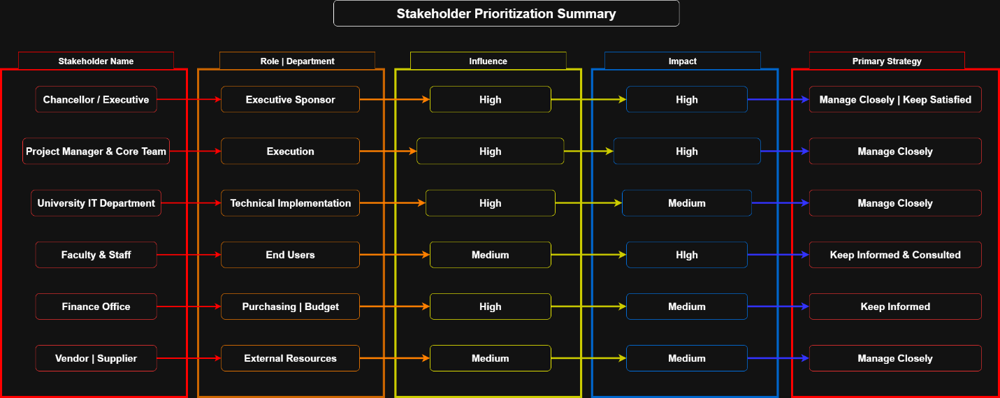 Stakeholder Prioritization Summary
Stakeholder Name
Role | Department
Influence
Impact
Primary Strategy
Chancellor / Executive
Executive Sponsor
High
High
Manage Closely | Keep Satisfied
Project Manager & Core Team
Execution
High
High
Manage Closely
University IT Department
Technical Implementation
High
Medium
Manage Closely
Faculty & Staff
End Users
Medium
HIgh
Keep Informed & Consulted
Finance Office
Purchasing | Budget
High
Medium
Keep Informed
Vendor | Supplier
External Resources
Medium
Medium
Manage Closely